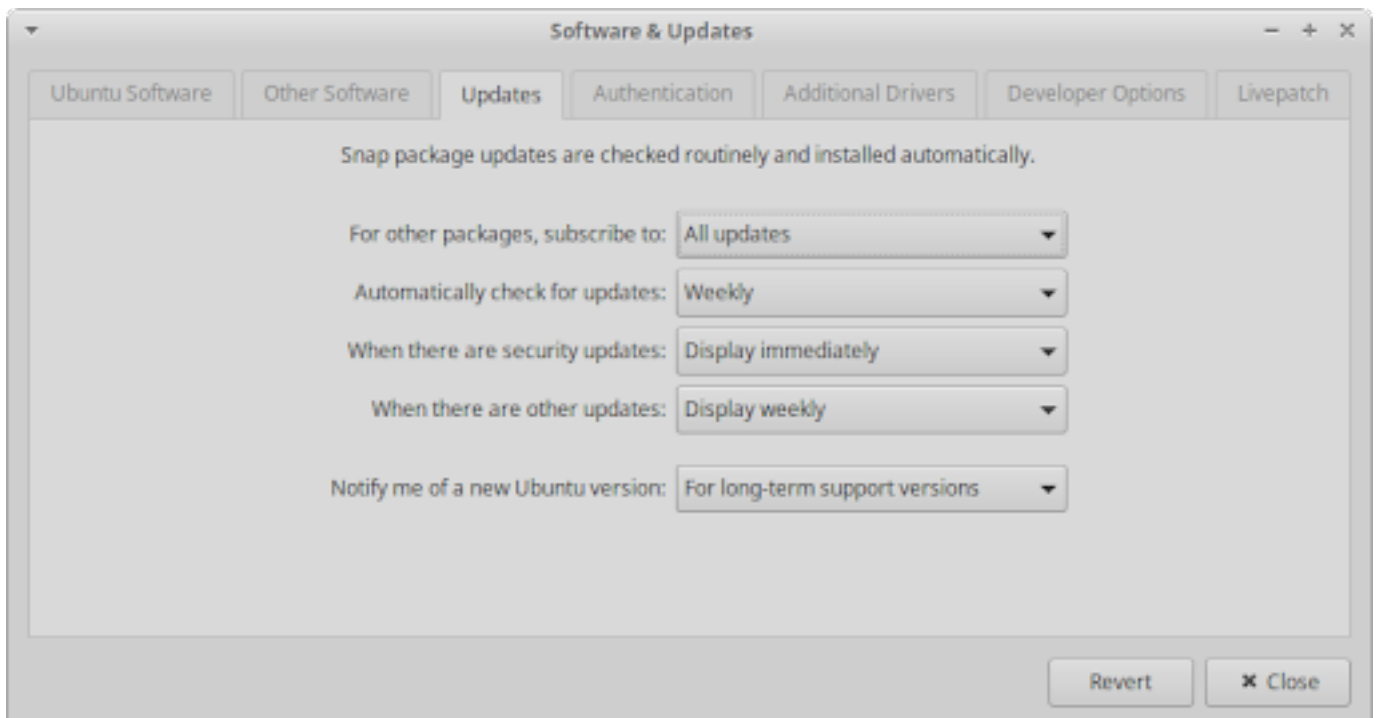 Software & Updates
Ubuntu Software Other Software Updates Authentication Additional Drivers Developer Options Livepatch
Snap package updates are checked routinely and installed automatically.
For other packages, subscribe to: All updates
Automatically check for updates: Weekly
When there are security updates: Display immediately
When there are other updates: Display weekly
Notify me of a new Ubuntu version: For long-term support versions
Revert Close